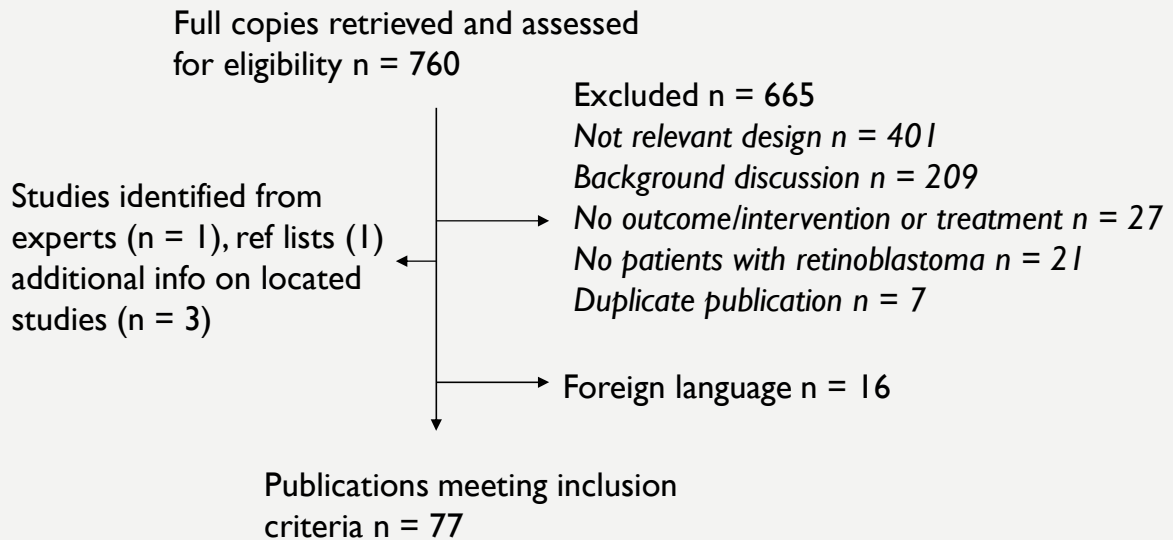 Full copies retrieved and assessed
for eligibility n = 760
Excluded n = 665
Not relevant design n = 401
Background discussion n = 209
No outcome/intervention or treatment n = 27
No patients with retinoblastoma n = 21
Duplicate publication n = 7
Studies identified from
experts (n = 1), ref lists (1)
additional info on located
studies (n = 3)
Foreign language n = 16
Publications meeting inclusion
criteria n = 77